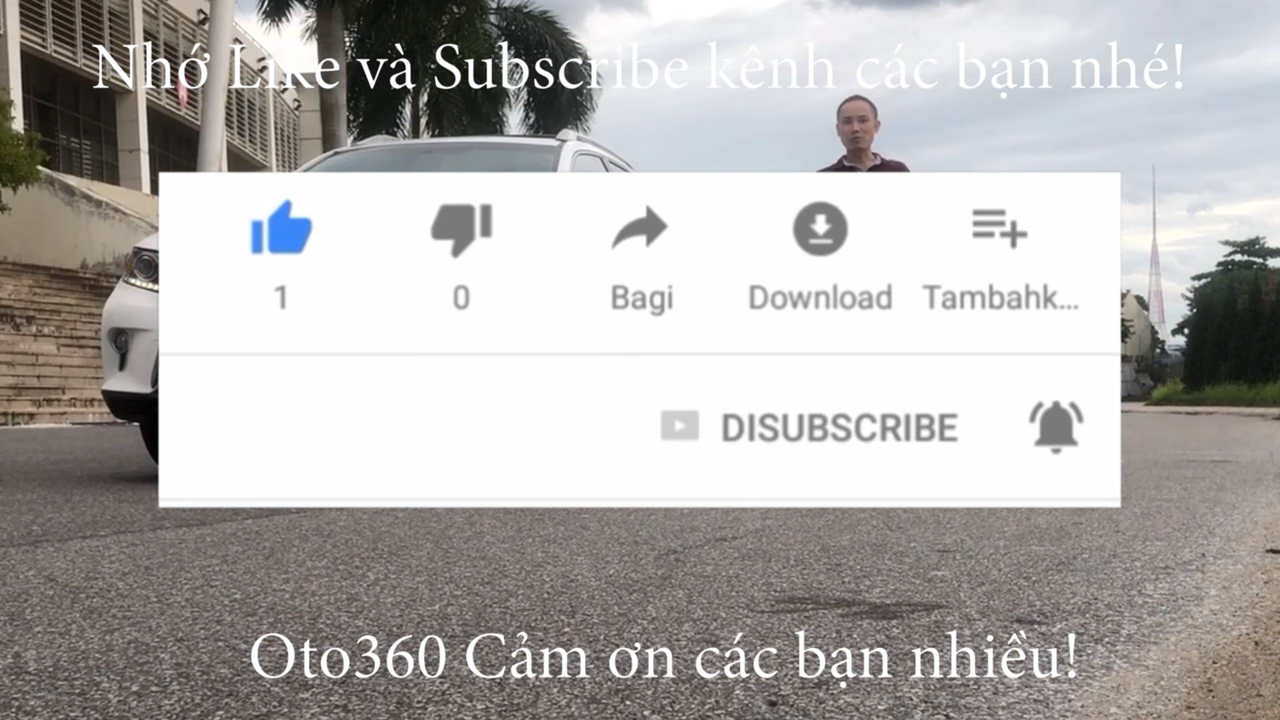 Nhớ Like và Subscribe kênh các bạn nhé!
1 0 Bagi Download Tambahk...
DISUBSCRIBE
Oto360 Cảm ơn các bạn nhiều!